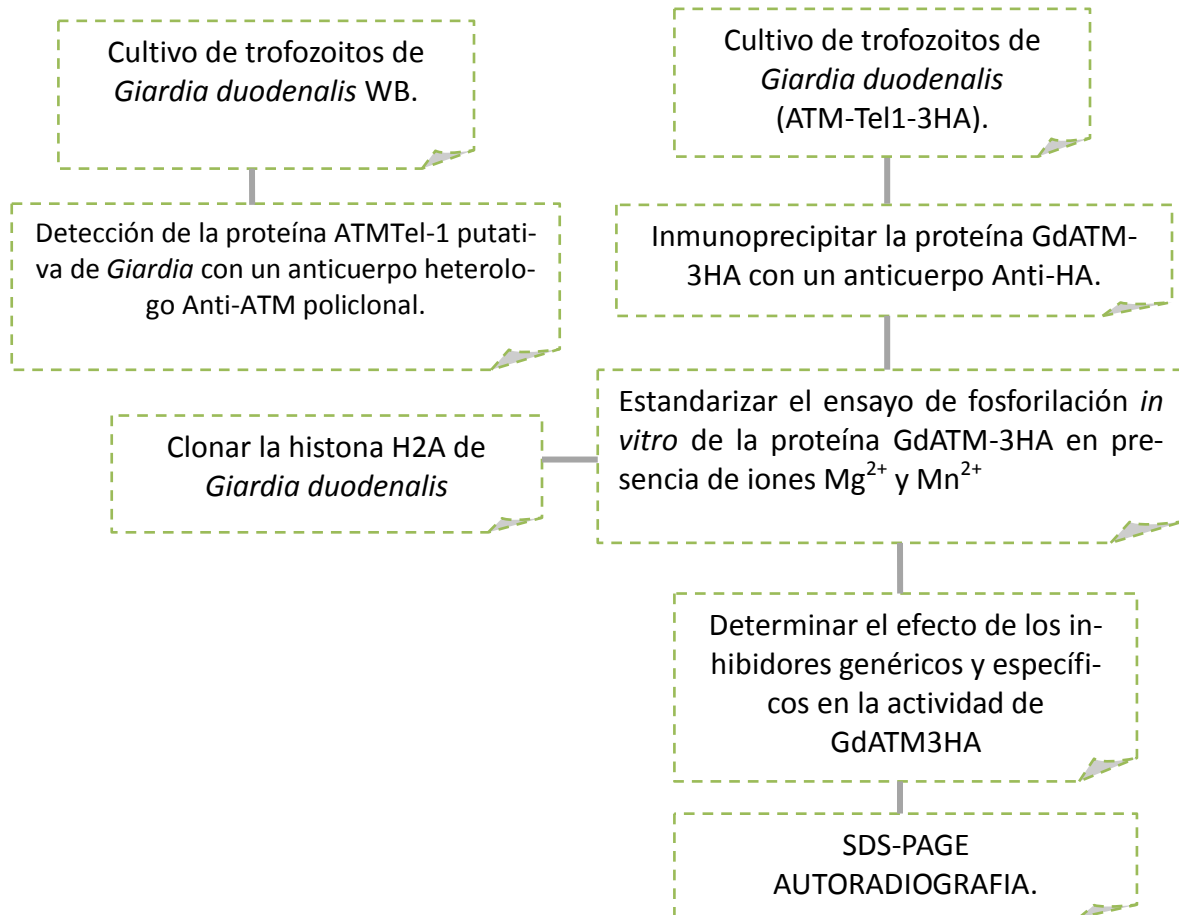 Cultivo de trofozoitos de
Giardia duodenalis WB.
Detección de la proteína ATMTel-1 putati-
va de Giardia con un anticuerpo heterolo-
go Anti-ATM policlonal.
Cultivo de trofozoitos de
Giardia duodenalis
(ATM-Tel1-3HA).
Inmunoprecipitar la proteína GdATM-
3HA con un anticuerpo Anti-HA.
Clonar la histona H2A de
Giardia duodenalis
Estandarizar el ensayo de fosforilación in
vitro de la proteína GdATM-3HA en pre-
sencia de iones Mg²⁺ y Mn²⁺
Determinar el efecto de los in-
hibidores genéricos y específi-
cos en la actividad de
GdATM3HA
SDS-PAGE
AUTORADIOGRAFIA.